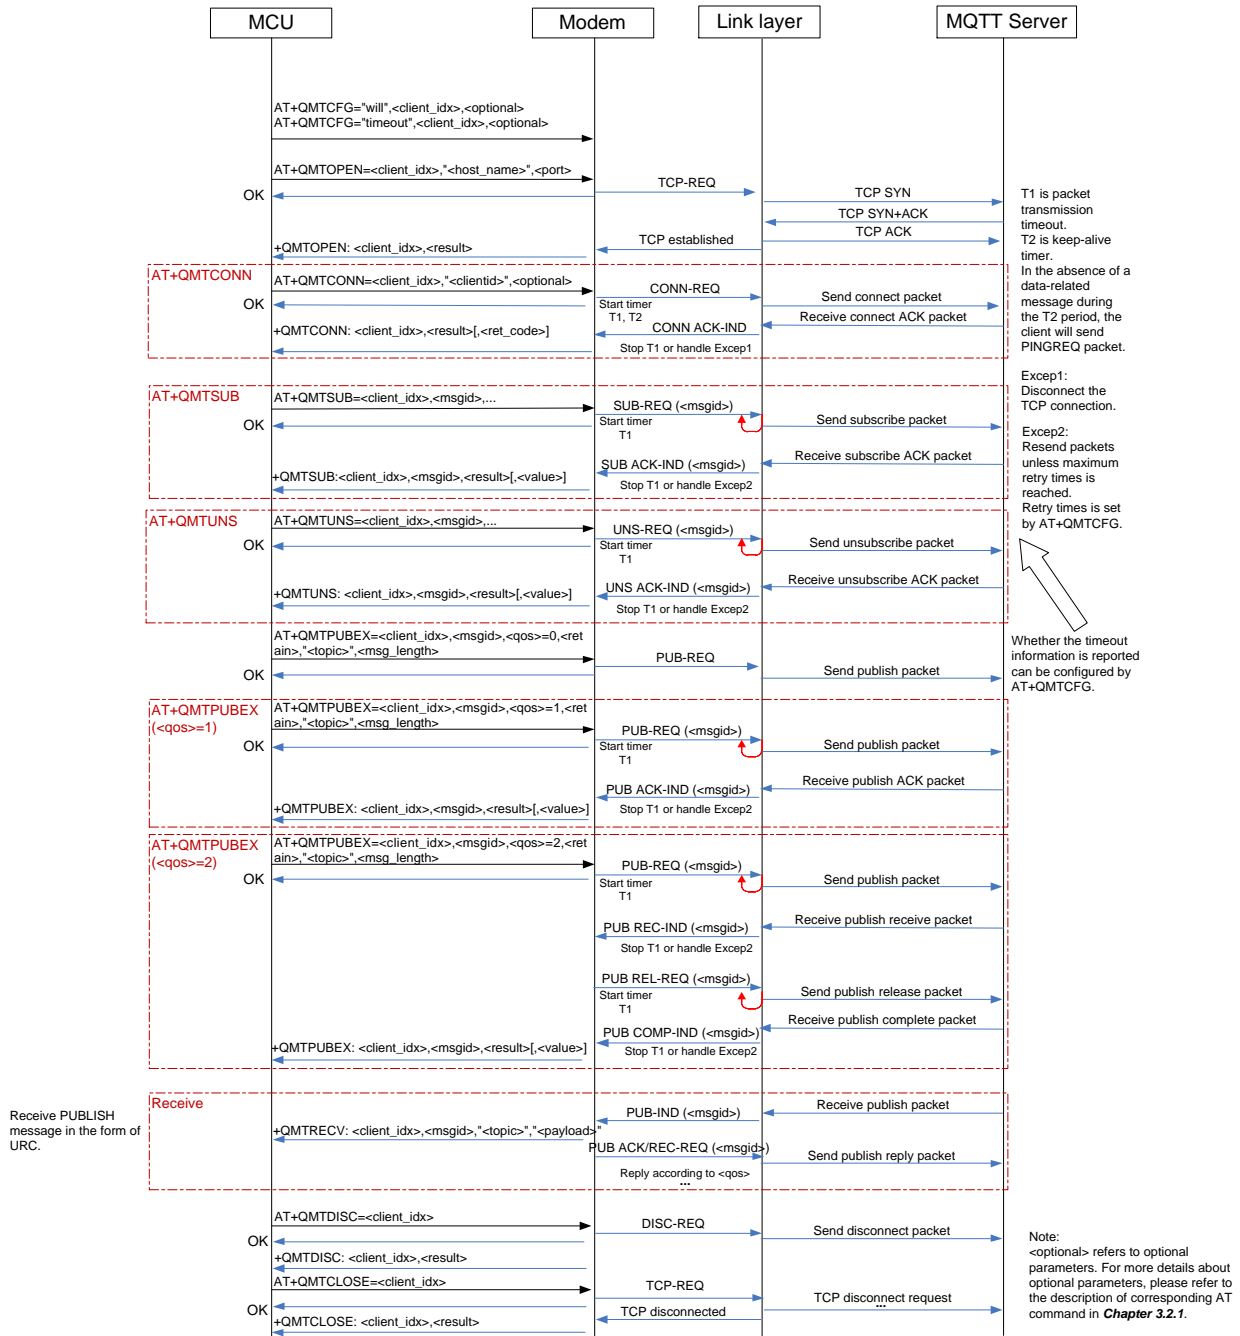 MCU
Modem
Link layer
MQTT Server
AT+QMTCFG="will",<client_idx>,<optional>
AT+QMTCFG="timeout",<client_idx>,<optional>
AT+QMTOPEN=<client_idx>,"<host_name>",<port>
OK
TCP-REQ
TCP SYN
TCP SYN+ACK
TCP ACK
TCP established
+QMTOPEN: <client_idx>,<result>
T1 is packet
transmission
timeout.
T2 is keep-alive
timer.
In the absence of a
data-related
message during
the T2 period, the
client will send
PINGREQ packet.
AT+QMTCONN
AT+QMTCONN=<client_idx>,"<clientid>",<optional>
OK
CONN-REQ
Start timer
T1, T2
Send connect packet
Receive connect ACK packet
CONN ACK-IND
+QMTCONN: <client_idx>,<result>[,<ret_code>]
Stop T1 or handle Excep1
Excep1:
Disconnect the
TCP connection.
Excep2:
Resend packets
unless maximum
retry times is
reached.
Retry times is set
by AT+QMTCFG.
AT+QMTSUB
AT+QMTSUB=<client_idx>,<msgid>,...
OK
SUB-REQ (<msgid>)
Start timer
T1
Send subscribe packet
Receive subscribe ACK packet
SUB ACK-IND (<msgid>)
+QMTSUB:<client_idx>,<msgid>,<result>[,<value>]
Stop T1 or handle Excep2
AT+QMTUNS
AT+QMTUNS=<client_idx>,<msgid>,...
OK
UNS-REQ (<msgid>)
Start timer
T1
Send unsubscribe packet
Receive unsubscribe ACK packet
UNS ACK-IND (<msgid>)
+QMTUNS: <client_idx>,<msgid>,<result>[,<value>]
Stop T1 or handle Excep2
Whether the timeout
information is reported
can be configured by
AT+QMTCFG.
AT+QMTPUBEX=<client_idx>,<msgid>,<qos>=0,<ret
ain>,"<topic>",<msg_length>
OK
PUB-REQ
Send publish packet
AT+QMTPUBEX
(<qos>=1)
AT+QMTPUBEX=<client_idx>,<msgid>,<qos>=1,<ret
ain>,"<topic>",<msg_length>
OK
PUB-REQ (<msgid>)
Start timer
T1
Send publish packet
Receive publish ACK packet
PUB ACK-IND (<msgid>)
+QMTPUBEX: <client_idx>,<msgid>,<result>[,<value>]
Stop T1 or handle Excep2
AT+QMTPUBEX
(<qos>=2)
AT+QMTPUBEX=<client_idx>,<msgid>,<qos>=2,<ret
ain>,"<topic>",<msg_length>
OK
PUB-REQ (<msgid>)
Start timer
T1
Send publish packet
Receive publish receive packet
PUB REC-IND (<msgid>)
Stop T1 or handle Excep2
PUB REL-REQ (<msgid>)
Start timer
T1
Send publish release packet
Receive publish complete packet
PUB COMP-IND (<msgid>)
+QMTPUBEX: <client_idx>,<msgid>,<result>[,<value>]
Stop T1 or handle Excep2
Receive PUBLISH
message in the form of
URC.
Receive
Receive publish packet
PUB-IND (<msgid>)
+QMTRECV: <client_idx>,<msgid>,"<topic>","<payload>"
PUB ACK/REC-REQ (<msgid>)
Send publish reply packet
Reply according to <qos>
...
AT+QMTDISC=<client_idx>
OK
DISC-REQ
Send disconnect packet
+QMTDISC: <client_idx>,<result>
AT+QMTCLOSE=<client_idx>
OK
TCP-REQ
TCP disconnect request
...
TCP disconnected
+QMTCLOSE: <client_idx>,<result>
Note:
<optional> refers to optional
parameters. For more details about
optional parameters, please refer to
the description of corresponding AT
command in Chapter 3.2.1.